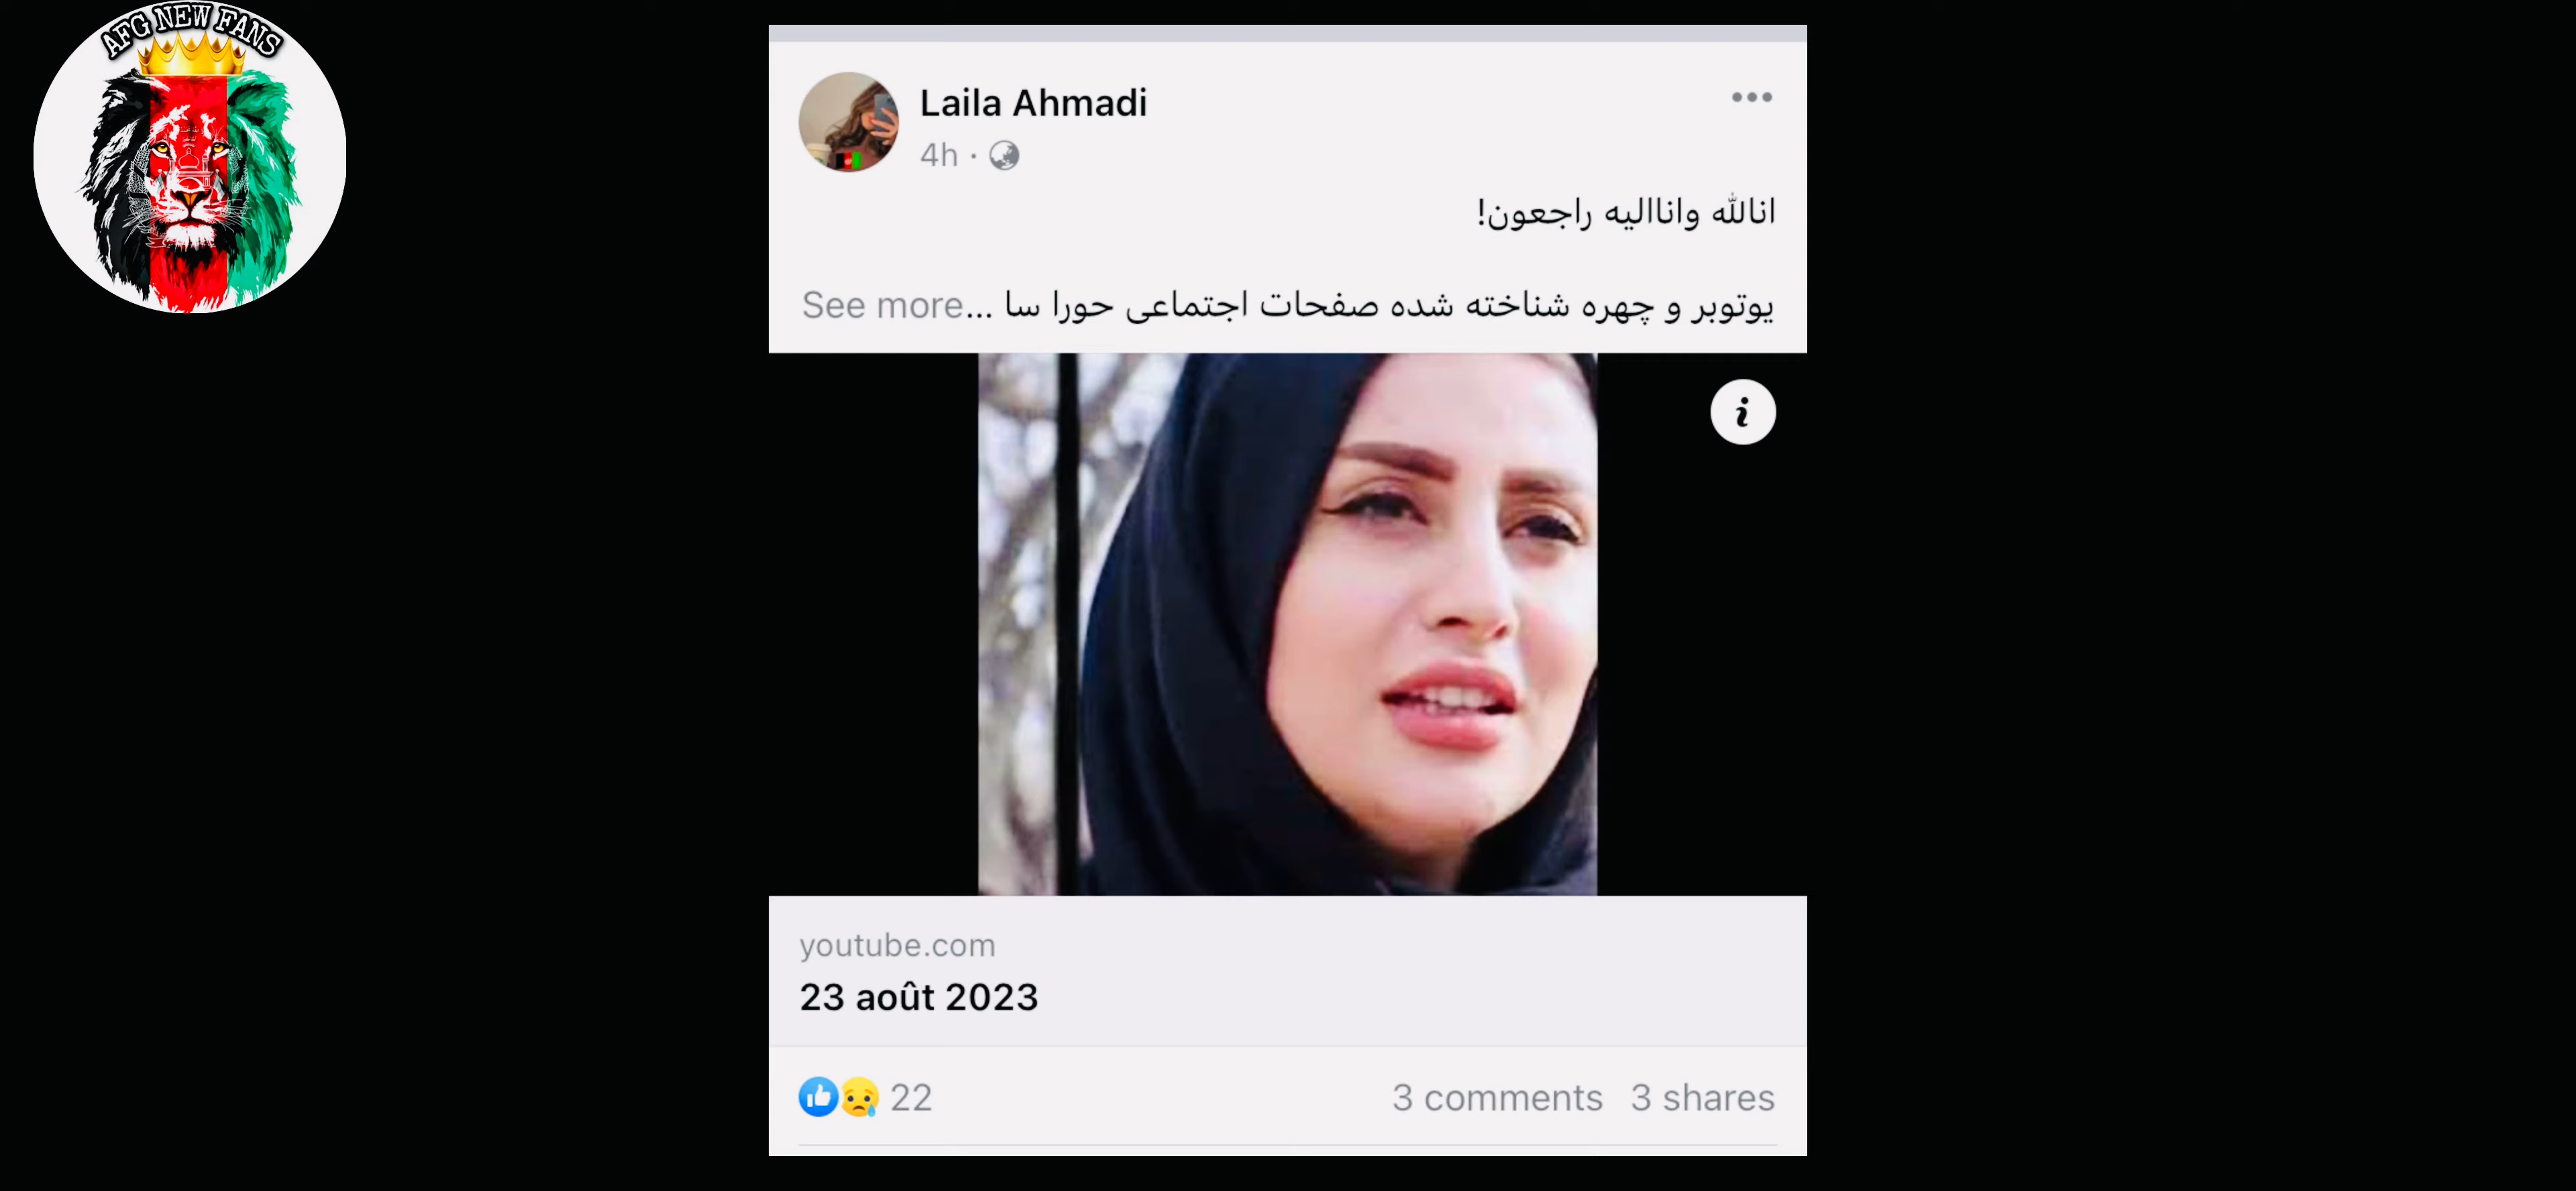 AFG NEW FANS
Laila Ahmadi
4h ·
اناللّه واناالیه راجعون!
یوتوبر و چهره شناخته شده صفحات اجتماعی حورا سا ... See more
youtube.com
23 août 2023
22 3 comments 3 shares